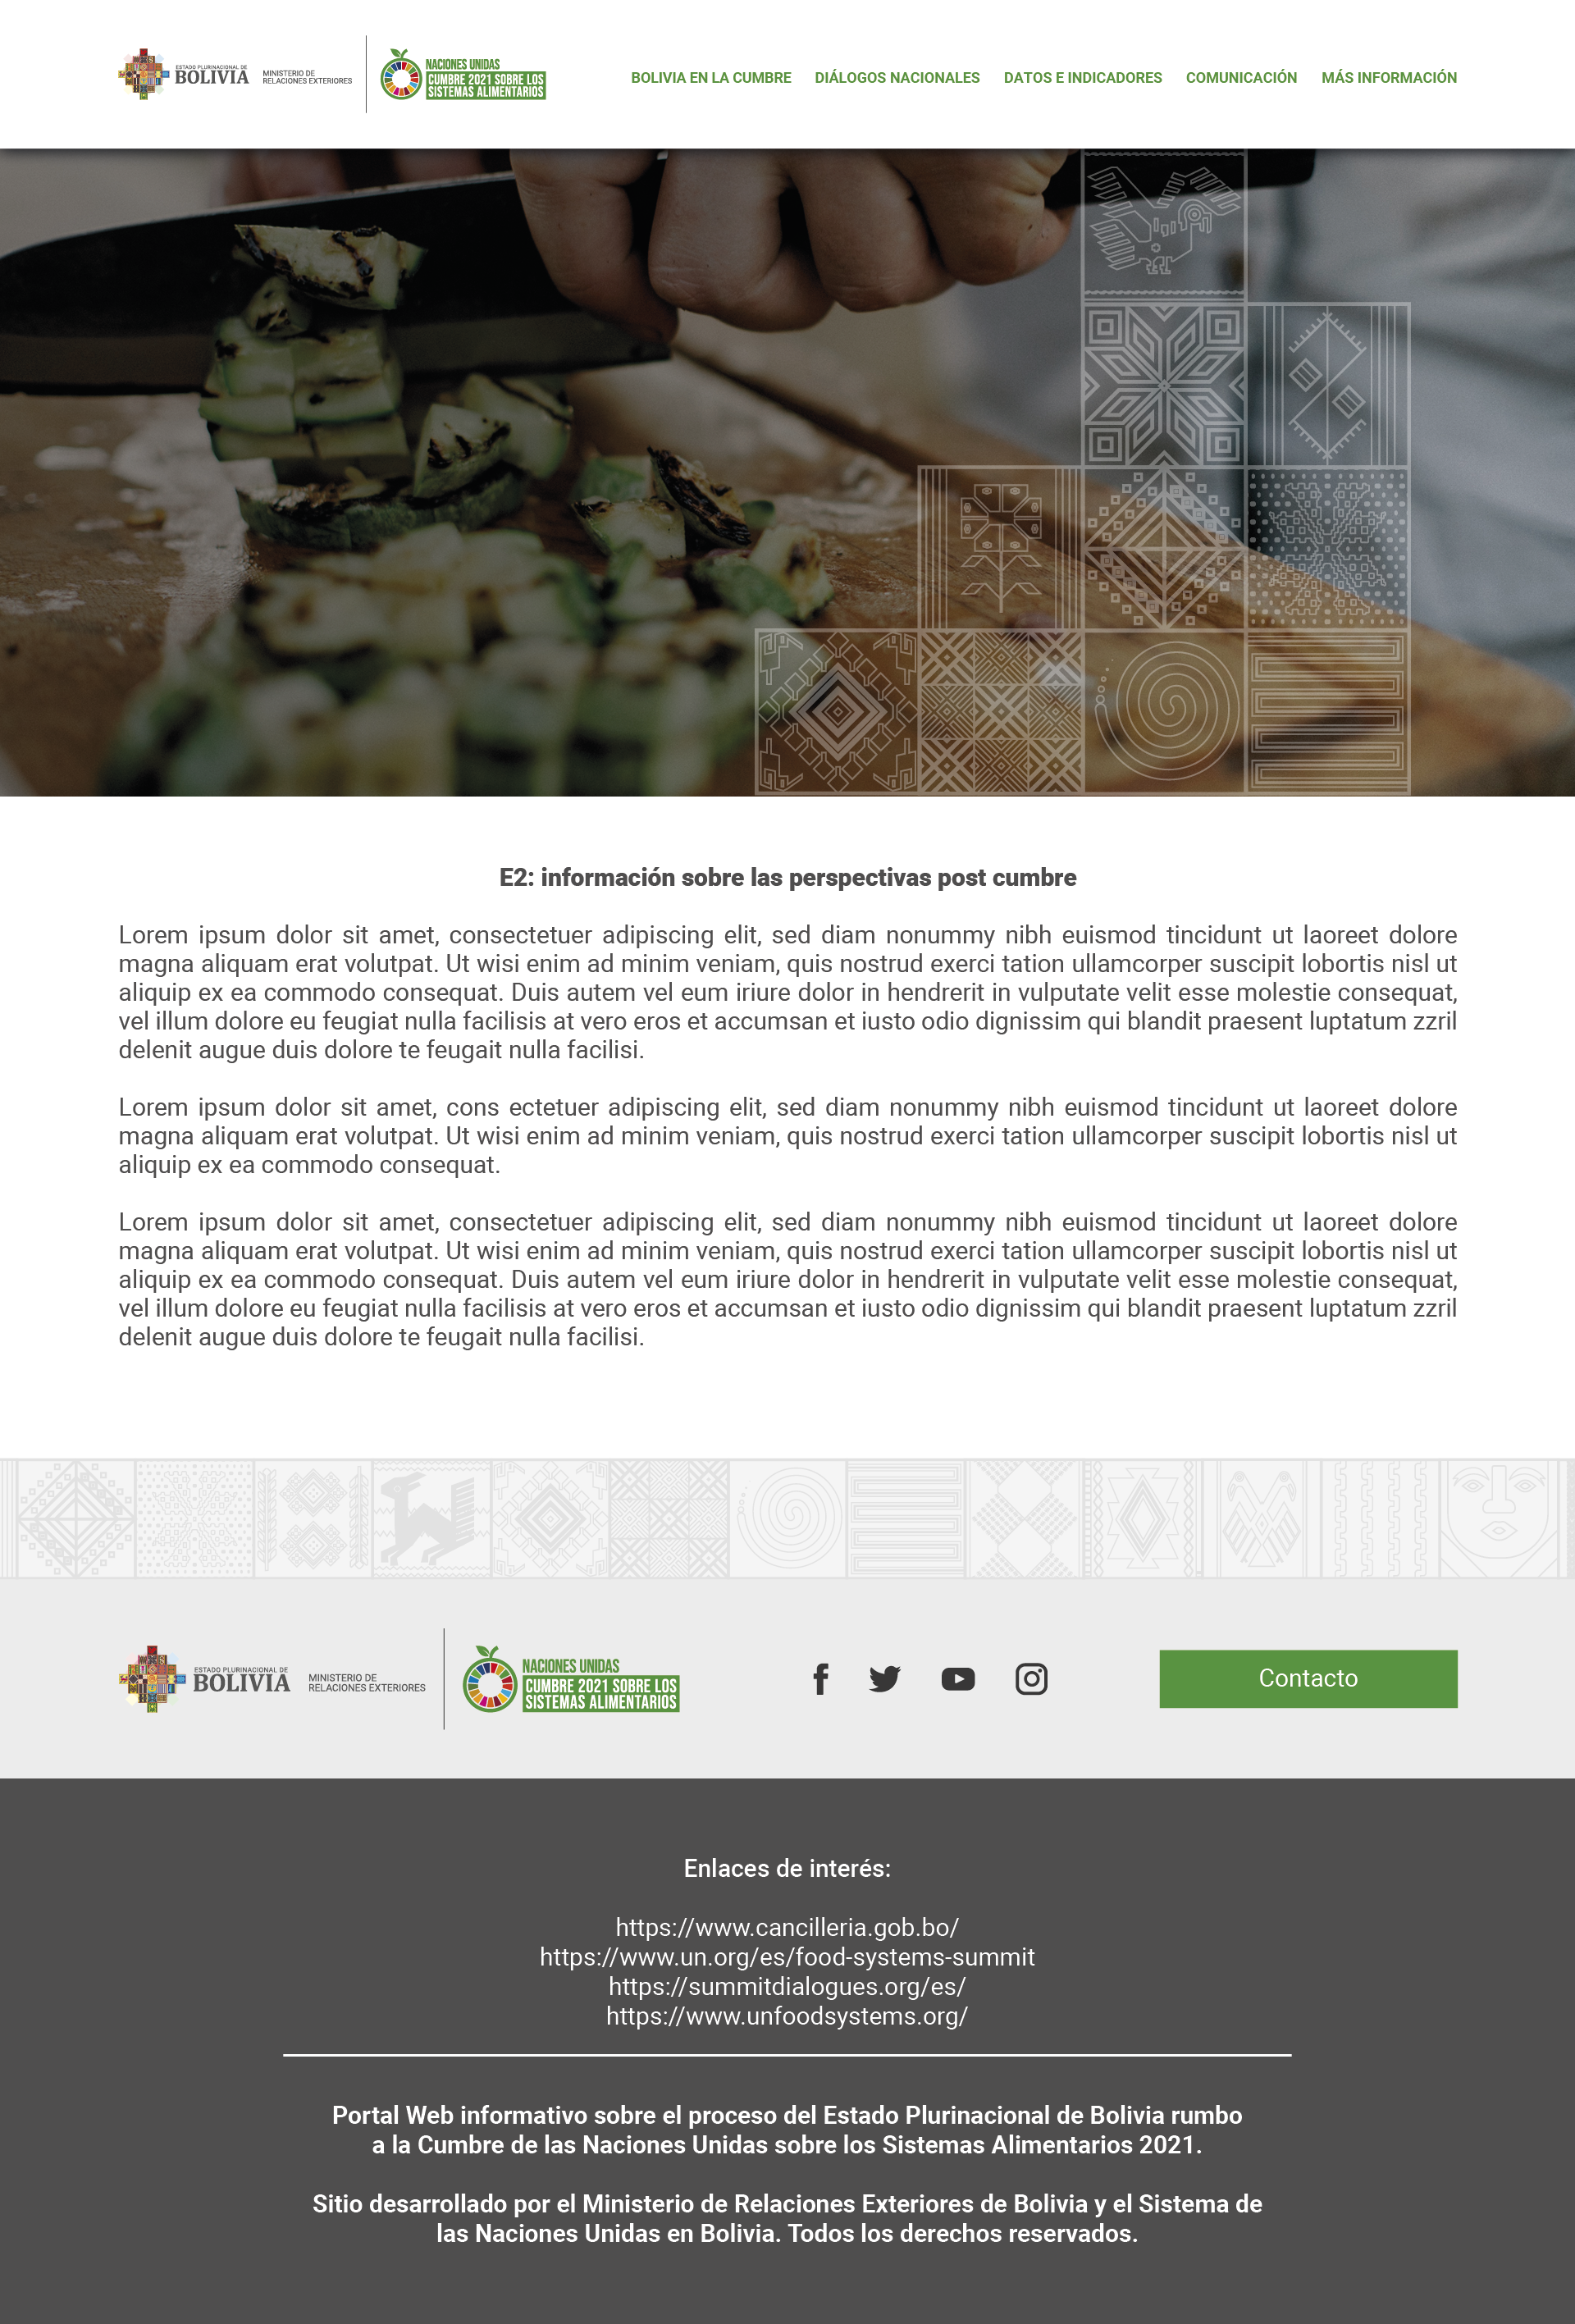 ESTADO PLURINACIONAL DE
BOLIVIA
MINISTERIO DE
RELACIONES EXTERIORES
NACIONES UNIDAS
CUMBRE 2021 SOBRE LOS
SISTEMAS ALIMENTARIOS
BOLIVIA EN LA CUMBRE
DIÁLOGOS NACIONALES
DATOS E INDICADORES
COMUNICACIÓN
MÁS INFORMACIÓN
E2: información sobre las perspectivas post cumbre
Lorem ipsum dolor sit amet, consectetuer adipiscing elit, sed diam nonummy nibh euismod tincidunt ut laoreet dolore
magna aliquam erat volutpat. Ut wisi enim ad minim veniam, quis nostrud exerci tation ullamcorper suscipit lobortis nisl ut
aliquip ex ea commodo consequat. Duis autem vel eum iriure dolor in hendrerit in vulputate velit esse molestie consequat,
vel illum dolore eu feugiat nulla facilisis at vero eros et accumsan et iusto odio dignissim qui blandit praesent luptatum zzril
delenit augue duis dolore te feugait nulla facilisi.
Lorem ipsum dolor sit amet, cons ectetuer adipiscing elit, sed diam nonummy nibh euismod tincidunt ut laoreet dolore
magna aliquam erat volutpat. Ut wisi enim ad minim veniam, quis nostrud exerci tation ullamcorper suscipit lobortis nisl ut
aliquip ex ea commodo consequat.
Lorem ipsum dolor sit amet, consectetuer adipiscing elit, sed diam nonummy nibh euismod tincidunt ut laoreet dolore
magna aliquam erat volutpat. Ut wisi enim ad minim veniam, quis nostrud exerci tation ullamcorper suscipit lobortis nisl ut
aliquip ex ea commodo consequat. Duis autem vel eum iriure dolor in hendrerit in vulputate velit esse molestie consequat,
vel illum dolore eu feugiat nulla facilisis at vero eros et accumsan et iusto odio dignissim qui blandit praesent luptatum zzril
delenit augue duis dolore te feugait nulla facilisi.
ESTADO PLURINACIONAL DE
BOLIVIA
MINISTERIO DE
RELACIONES EXTERIORES
NACIONES UNIDAS
CUMBRE 2021 SOBRE LOS
SISTEMAS ALIMENTARIOS
Contacto
Enlaces de interés:
https://www.cancilleria.gob.bo/
https://www.un.org/es/food-systems-summit
https://summitdialogues.org/es/
https://www.unfoodsystems.org/
Portal Web informativo sobre el proceso del Estado Plurinacional de Bolivia rumbo
a la Cumbre de las Naciones Unidas sobre los Sistemas Alimentarios 2021.
Sitio desarrollado por el Ministerio de Relaciones Exteriores de Bolivia y el Sistema de
las Naciones Unidas en Bolivia. Todos los derechos reservados.